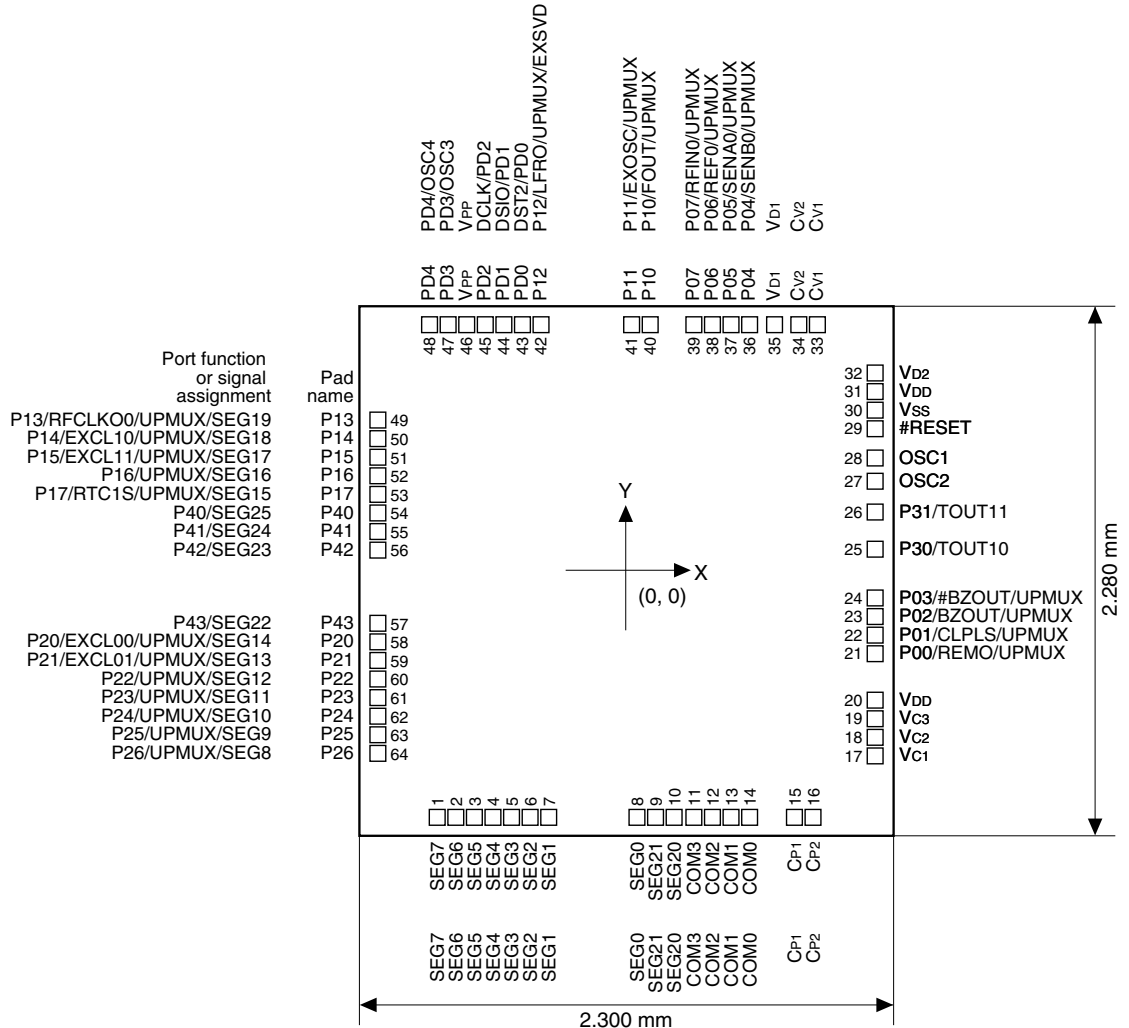 PD4/OSC4
PD3/OSC3
VPP
DCLK/PD2
DSIO/PD1
DST2/PD0
P12/LFRO/UPMUX/EXSVD
P11/EXOSC/UPMUX
P10/FOUT/UPMUX
P07/RFIN0/UPMUX
P06/REF0/UPMUX
P05/SENA0/UPMUX
P04/SENB0/UPMUX
VD1
CV2
CV1
PD4
PD3
VPP
PD2
PD1
PD0
P12
P11
P10
P07
P06
P05
P04
VD1
CV2
CV1
48
47
46
45
44
43
42
41
40
39
38
37
36
35
34
33
Port function
or signal
assignment
Pad
name
P13/RFCLKO0/UPMUX/SEG19 P13 49
P14/EXCL10/UPMUX/SEG18 P14 50
P15/EXCL11/UPMUX/SEG17 P15 51
P16/UPMUX/SEG16 P16 52
P17/RTC1S/UPMUX/SEG15 P17 53
P40/SEG25 P40 54
P41/SEG24 P41 55
P42/SEG23 P42 56
P43/SEG22 P43 57
P20/EXCL00/UPMUX/SEG14 P20 58
P21/EXCL01/UPMUX/SEG13 P21 59
P22/UPMUX/SEG12 P22 60
P23/UPMUX/SEG11 P23 61
P24/UPMUX/SEG10 P24 62
P25/UPMUX/SEG9 P25 63
P26/UPMUX/SEG8 P26 64
Y
X
(0, 0)
32 VD2
31 VDD
30 VSS
29 #RESET
28 OSC1
27 OSC2
26 P31/TOUT11
25 P30/TOUT10
24 P03/#BZOUT/UPMUX
23 P02/BZOUT/UPMUX
22 P01/CLPLS/UPMUX
21 P00/REMO/UPMUX
20 VDD
19 VC3
18 VC2
17 VC1
2.280 mm
1
2
3
4
5
6
7
8
9
10
11
12
13
14
15
16
SEG7
SEG6
SEG5
SEG4
SEG3
SEG2
SEG1
SEG0
SEG21
SEG20
COM3
COM2
COM1
COM0
CP1
CP2
SEG7
SEG6
SEG5
SEG4
SEG3
SEG2
SEG1
SEG0
SEG21
SEG20
COM3
COM2
COM1
COM0
CP1
CP2
2.300 mm